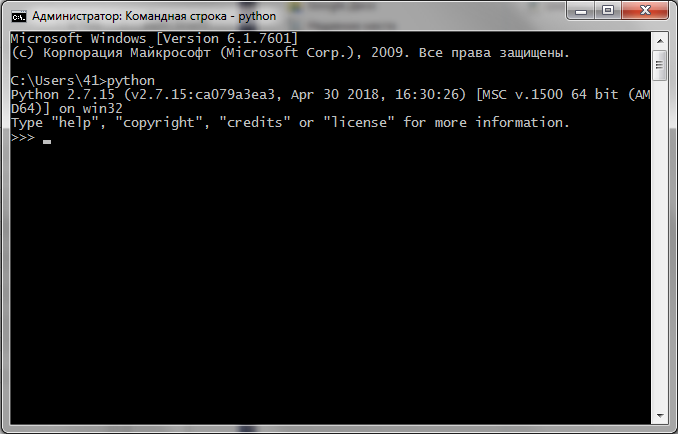 Администратор: Командная строка - python
Microsoft Windows [Version 6.1.7601]
(c) Корпорация Майкрософт (Microsoft Corp.), 2009. Все права защищены.
C:\Users\41>python
Python 2.7.15 (v2.7.15:ca079a3ea3, Apr 30 2018, 16:30:26) [MSC v.1500 64 bit (AM
D64)] on win32
Type "help", "copyright", "credits" or "license" for more information.
>>>